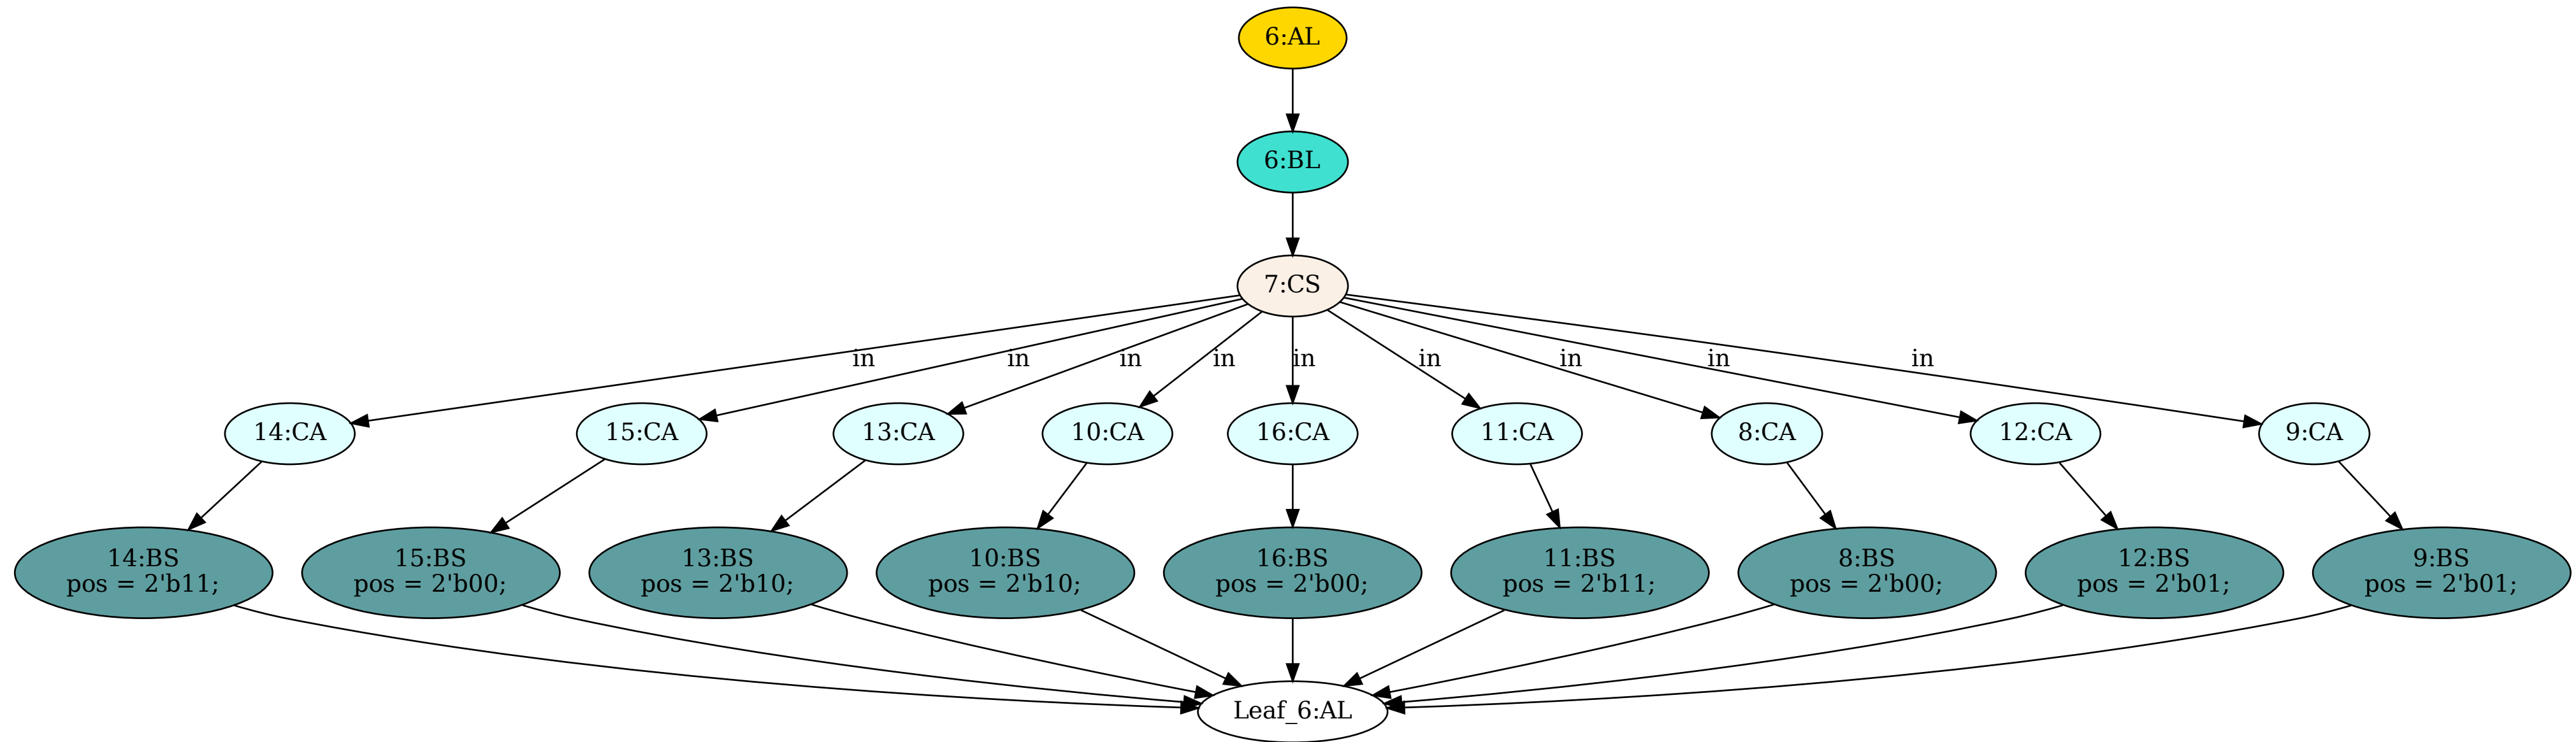 6:AL
6:BL
7:CS
in
in
in
in
in
in
in
in
in
14:CA
15:CA
13:CA
10:CA
16:CA
11:CA
8:CA
12:CA
9:CA
14:BS
pos = 2'b11;
15:BS
pos = 2'b00;
13:BS
pos = 2'b10;
10:BS
pos = 2'b10;
16:BS
pos = 2'b00;
11:BS
pos = 2'b11;
8:BS
pos = 2'b00;
12:BS
pos = 2'b01;
9:BS
pos = 2'b01;
Leaf_6:AL